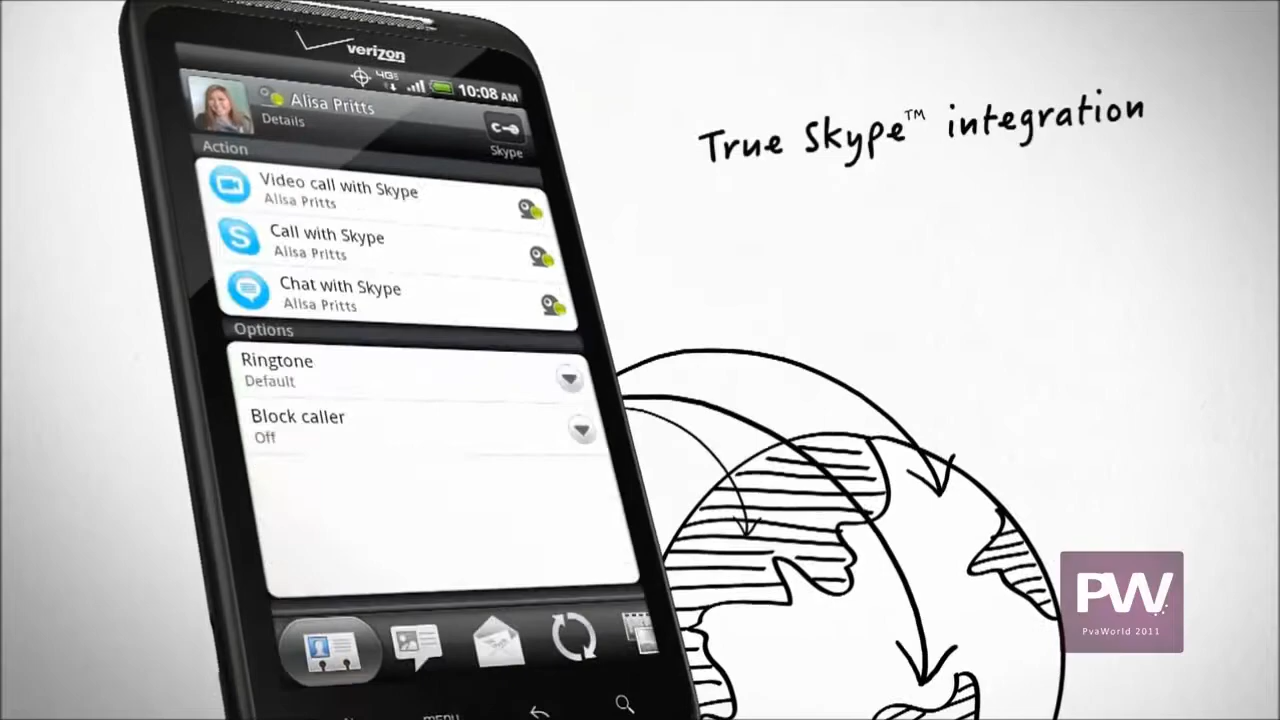 verizon
4G
10:08 AM
Alisa Pritts
Details
Skype
Action
Video call with Skype
Alisa Pritts
Call with Skype
Alisa Pritts
Chat with Skype
Alisa Pritts
Options
Ringtone
Default
Block caller
Off
MENU
True Skype™ integration
PW
PvaWorld 2011